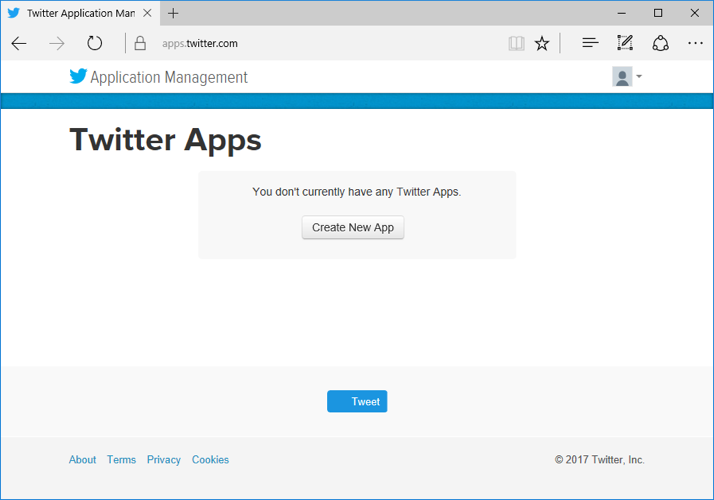 Twitter Application Man
apps.twitter.com
Application Management
Twitter Apps
You don't currently have any Twitter Apps.
Create New App
Tweet
About Terms Privacy Cookies © 2017 Twitter, Inc.